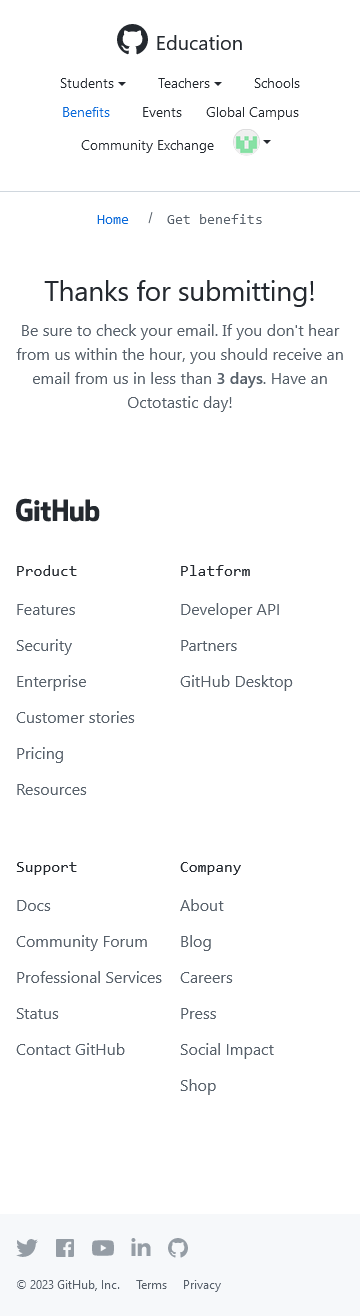 Education
Students Teachers Schools
Benefits Events Global Campus
Community Exchange
Home / Get benefits
Thanks for submitting!
Be sure to check your email. If you don't hear
from us within the hour, you should receive an
email from us in less than 3 days. Have an
Octotastic day!
GitHub
Product
Features
Security
Enterprise
Customer stories
Pricing
Resources
Platform
Developer API
Partners
GitHub Desktop
Support
Docs
Community Forum
Professional Services
Status
Contact GitHub
Company
About
Blog
Careers
Press
Social Impact
Shop
© 2023 GitHub, Inc. Terms Privacy